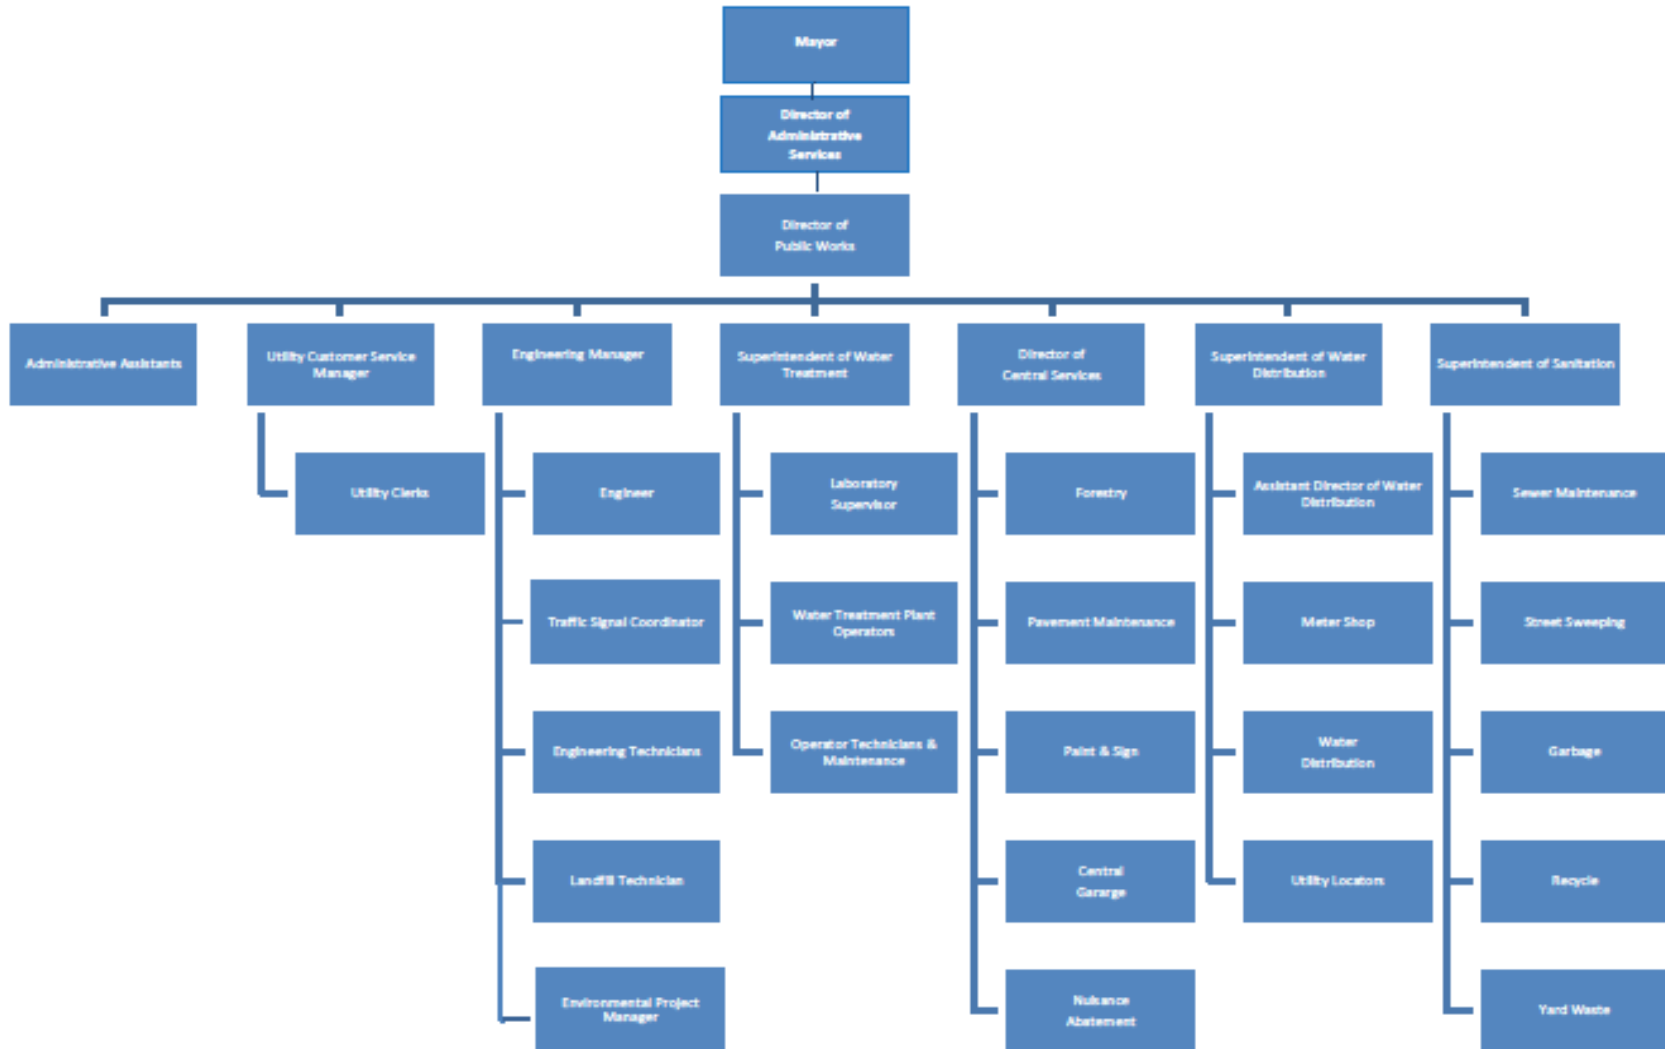 Mayor
Director of
Administrative
Services
Director of
Public Works
Administrative Assistants
Utility Customer Service
Manager
Engineering Manager
Superintendent of Water
Treatment
Director of
Central Services
Superintendent of Water
Distribution
Superintendent of Sanitation
Utility Clerks
Engineer
Laboratory
Supervisor
Forestry
Assistant Director of Water
Distribution
Sewer Maintenance
Traffic Signal Coordinator
Water Treatment Plant
Operators
Pavement Maintenance
Meter Shop
Street Sweeping
Engineering Technicians
Operator Technicians &
Maintenance
Paint & Sign
Water
Distribution
Garbage
Landfill Technician
Central
Gararge
Utility Locators
Recycle
Environmental Project
Manager
Nuisance
Abatement
Yard Waste